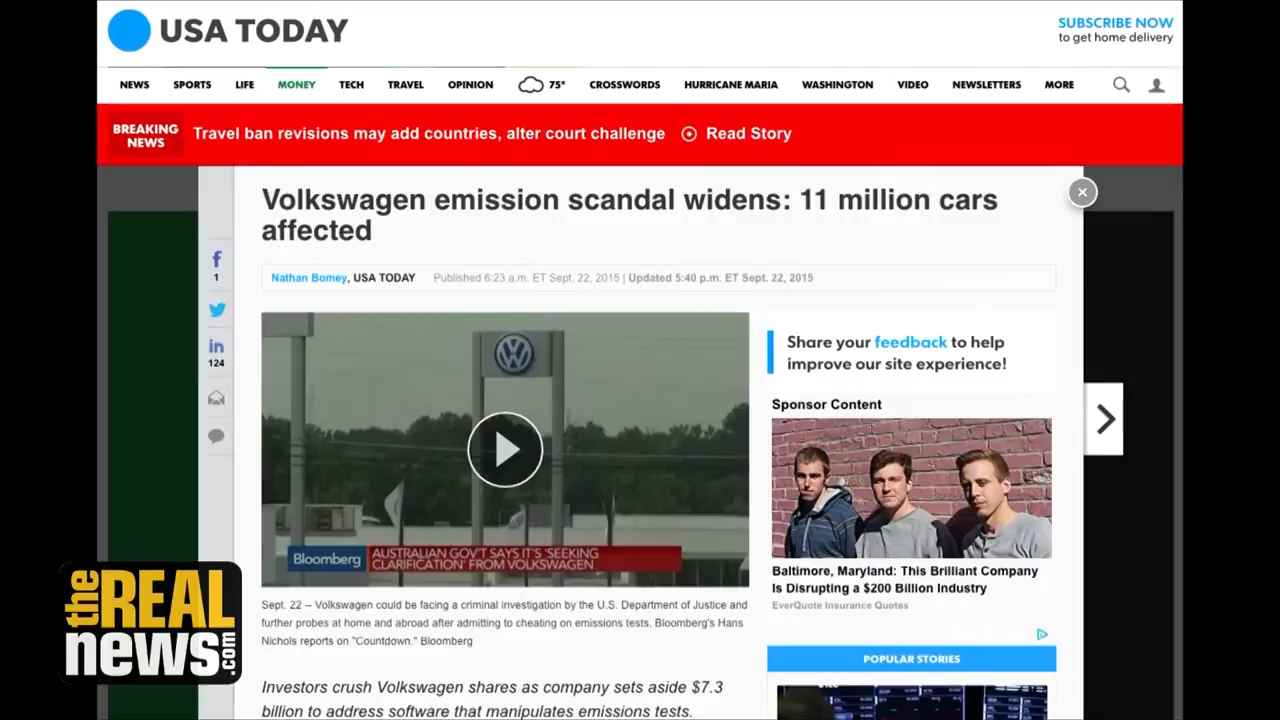 USA TODAY
SUBSCRIBE NOW
to get home delivery
NEWS SPORTS LIFE MONEY TECH TRAVEL OPINION 75° CROSSWORDS HURRICANE MARIA WASHINGTON VIDEO NEWSLETTERS MORE
BREAKING
NEWS
Travel ban revisions may add countries, alter court challenge Read Story
Volkswagen emission scandal widens: 11 million cars
affected
Nathan Bomey, USA TODAY Published 6:23 a.m. ET Sept. 22, 2015 | Updated 5:40 p.m. ET Sept. 22, 2015
f
1
in
124
Bloomberg
AUSTRALIAN GOV'T SAYS IT'S 'SEEKING
CLARIFICATION' FROM VOLKSWAGEN
Sept. 22 -- Volkswagen could be facing a criminal investigation by the U.S. Department of Justice and
further probes at home and abroad after admitting to cheating on emissions tests. Bloomberg's Hans
Nichols reports on "Countdown." Bloomberg
Investors crush Volkswagen shares as company sets aside $7.3
billion to address software that manipulates emissions tests.
Share your feedback to help
improve our site experience!
Sponsor Content
Baltimore, Maryland: This Brilliant Company
Is Disrupting a $200 Billion Industry
EverQuote Insurance Quotes
POPULAR STORIES
the
REAL
news.com